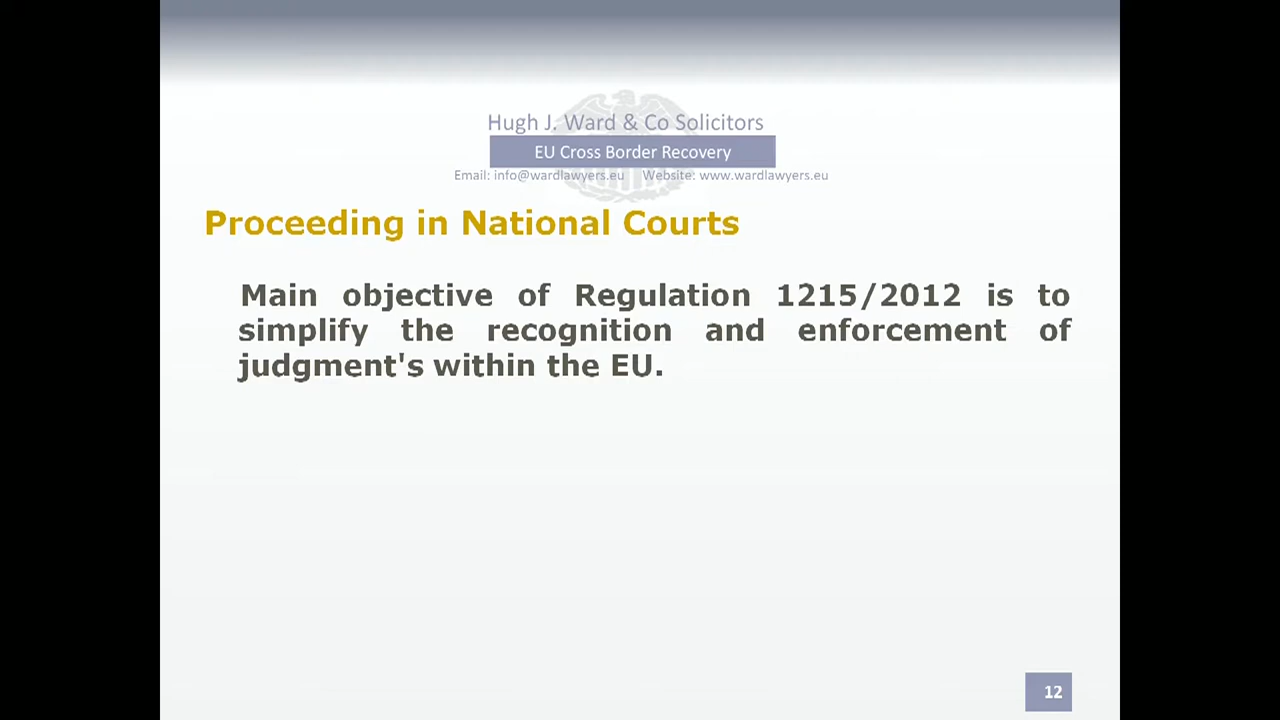 Hugh J. Ward & Co Solicitors
EU Cross Border Recovery
Email: info@wardlawyers.eu Website: www.wardlawyers.eu
Proceeding in National Courts
Main objective of Regulation 1215/2012 is to
simplify the recognition and enforcement of
judgment's within the EU.
12